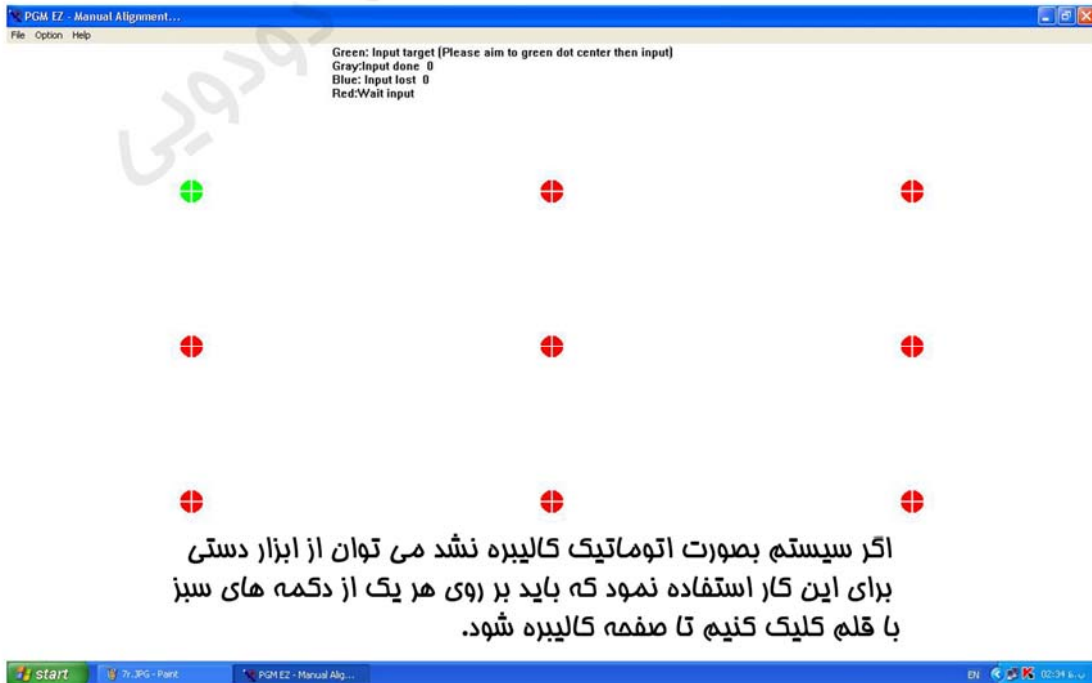 PGM EZ - Manual Alignment...
File Option Help
Green: Input target (Please aim to green dot center then input)
Gray:Input done 0
Blue: Input lost 0
Red:Wait input
اگر سیستم بصورت اتوماتیک کالیبره نشد می توان از ابزار دستی
برای این کار استفاده نمود که باید بر روی هر یک از دکمه های سبز
با قلم کلیک کنیم تا صفحه کالیبره شود.
start 7r.JPG - Paint PGM EZ - Manual Alig... EN 02:34